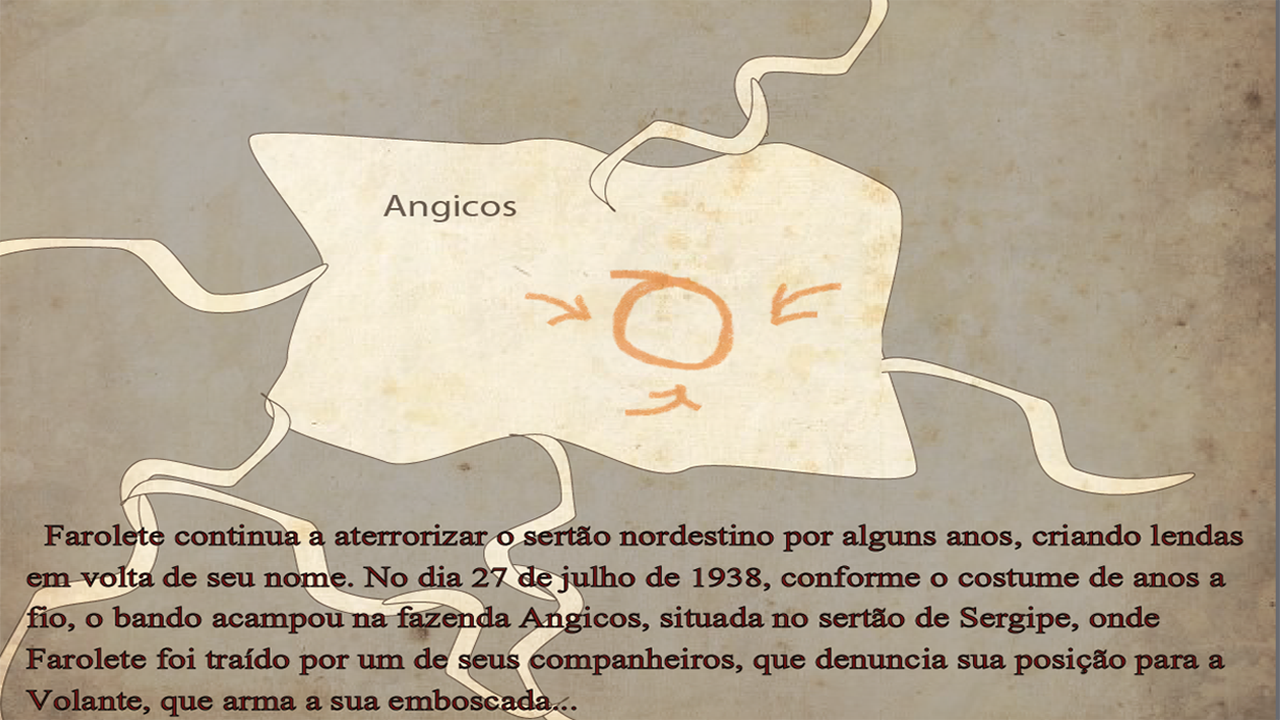 Angicos
Farolete continua a aterrorizar o sertão nordestino por alguns anos, criando lendas
em volta de seu nome. No dia 27 de julho de 1938, conforme o costume de anos a
fio, o bando acampou na fazenda Angicos, situada no sertão de Sergipe, onde
Farolete foi traído por um de seus companheiros, que denuncia sua posição para a
Volante, que arma a sua emboscada...